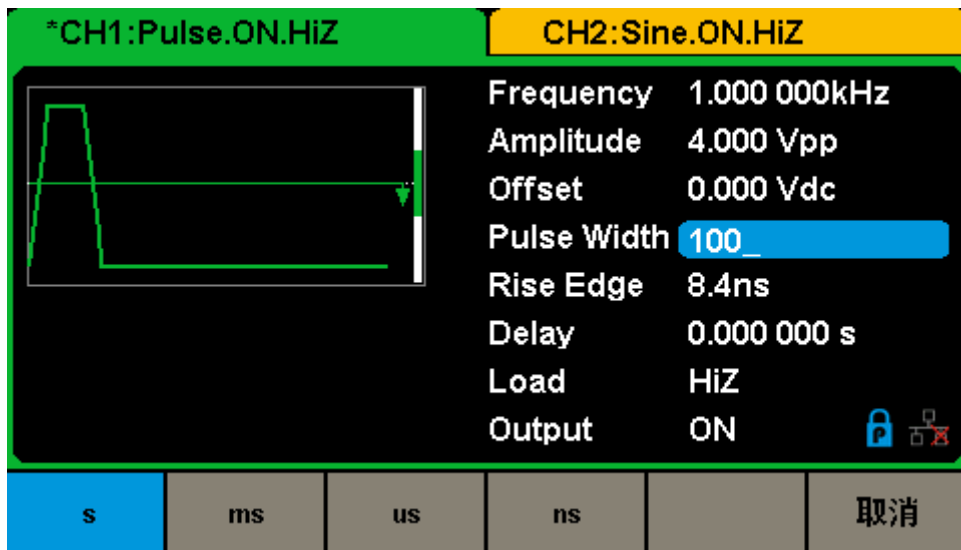 *CH1:Pulse.ON.HiZ CH2:Sine.ON.HiZ
Frequency 1.000 000kHz
Amplitude 4.000 Vpp
Offset 0.000 Vdc
Pulse Width 100_
Rise Edge 8.4ns
Delay 0.000 000 s
Load HiZ
Output ON P
s ms us ns 取消